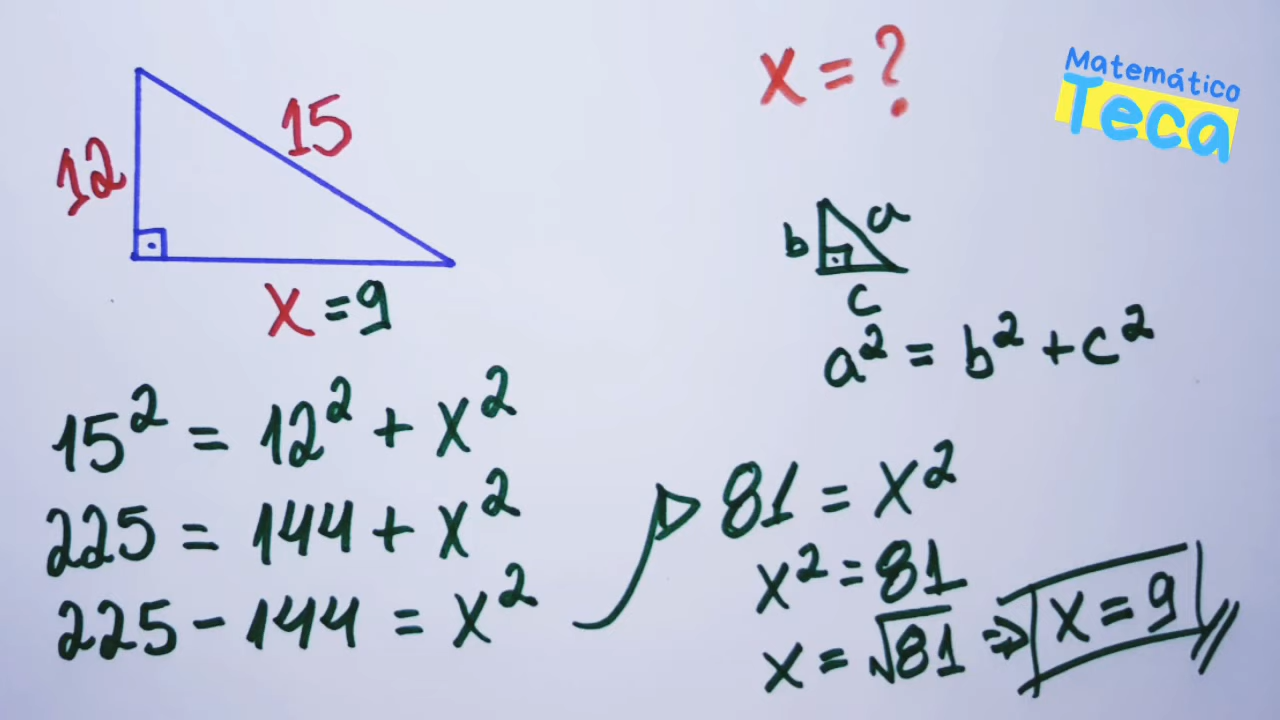 x = ?
Matemático
Teca
12
15
x = 9
b
a
c
a² = b² + c²
15² = 12² + x²
225 = 144 + x²
225 - 144 = x²
81 = x²
x² = 81
x = √81 ⇒ x = 9